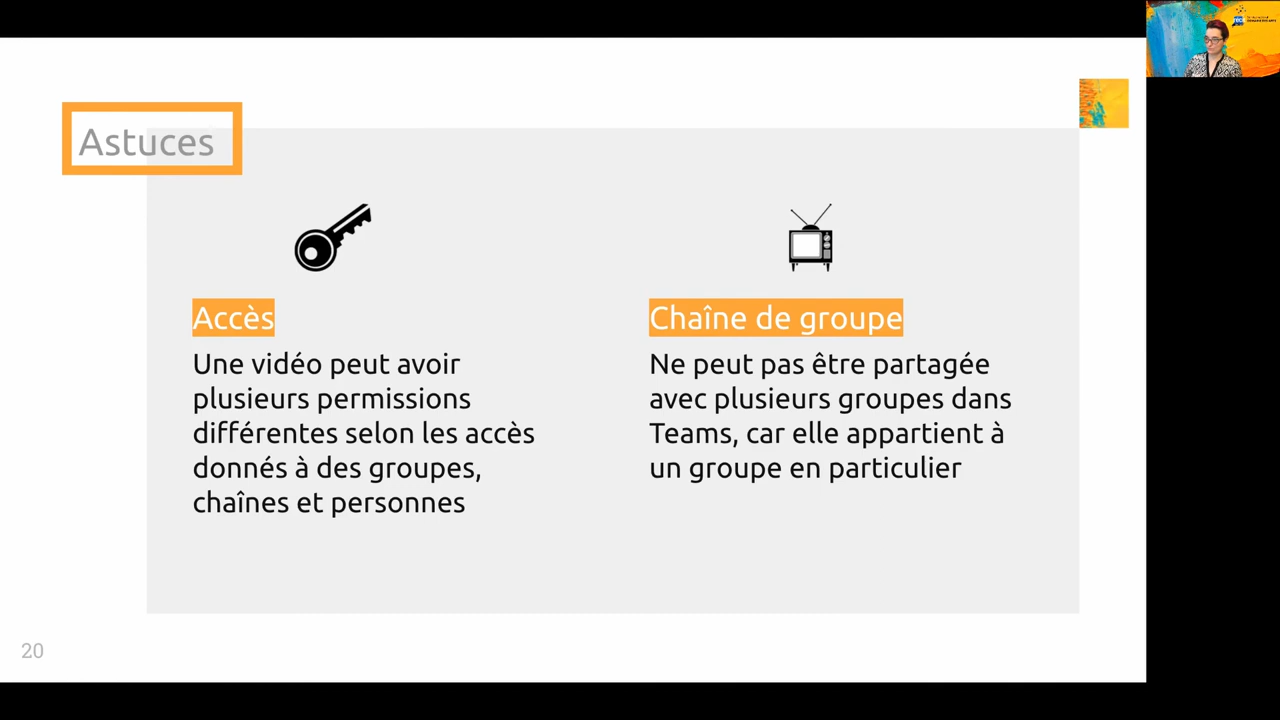 Astuces
Accès
Une vidéo peut avoir
plusieurs permissions
différentes selon les accès
donnés à des groupes,
chaînes et personnes
Chaîne de groupe
Ne peut pas être partagée
avec plusieurs groupes dans
Teams, car elle appartient à
un groupe en particulier
20